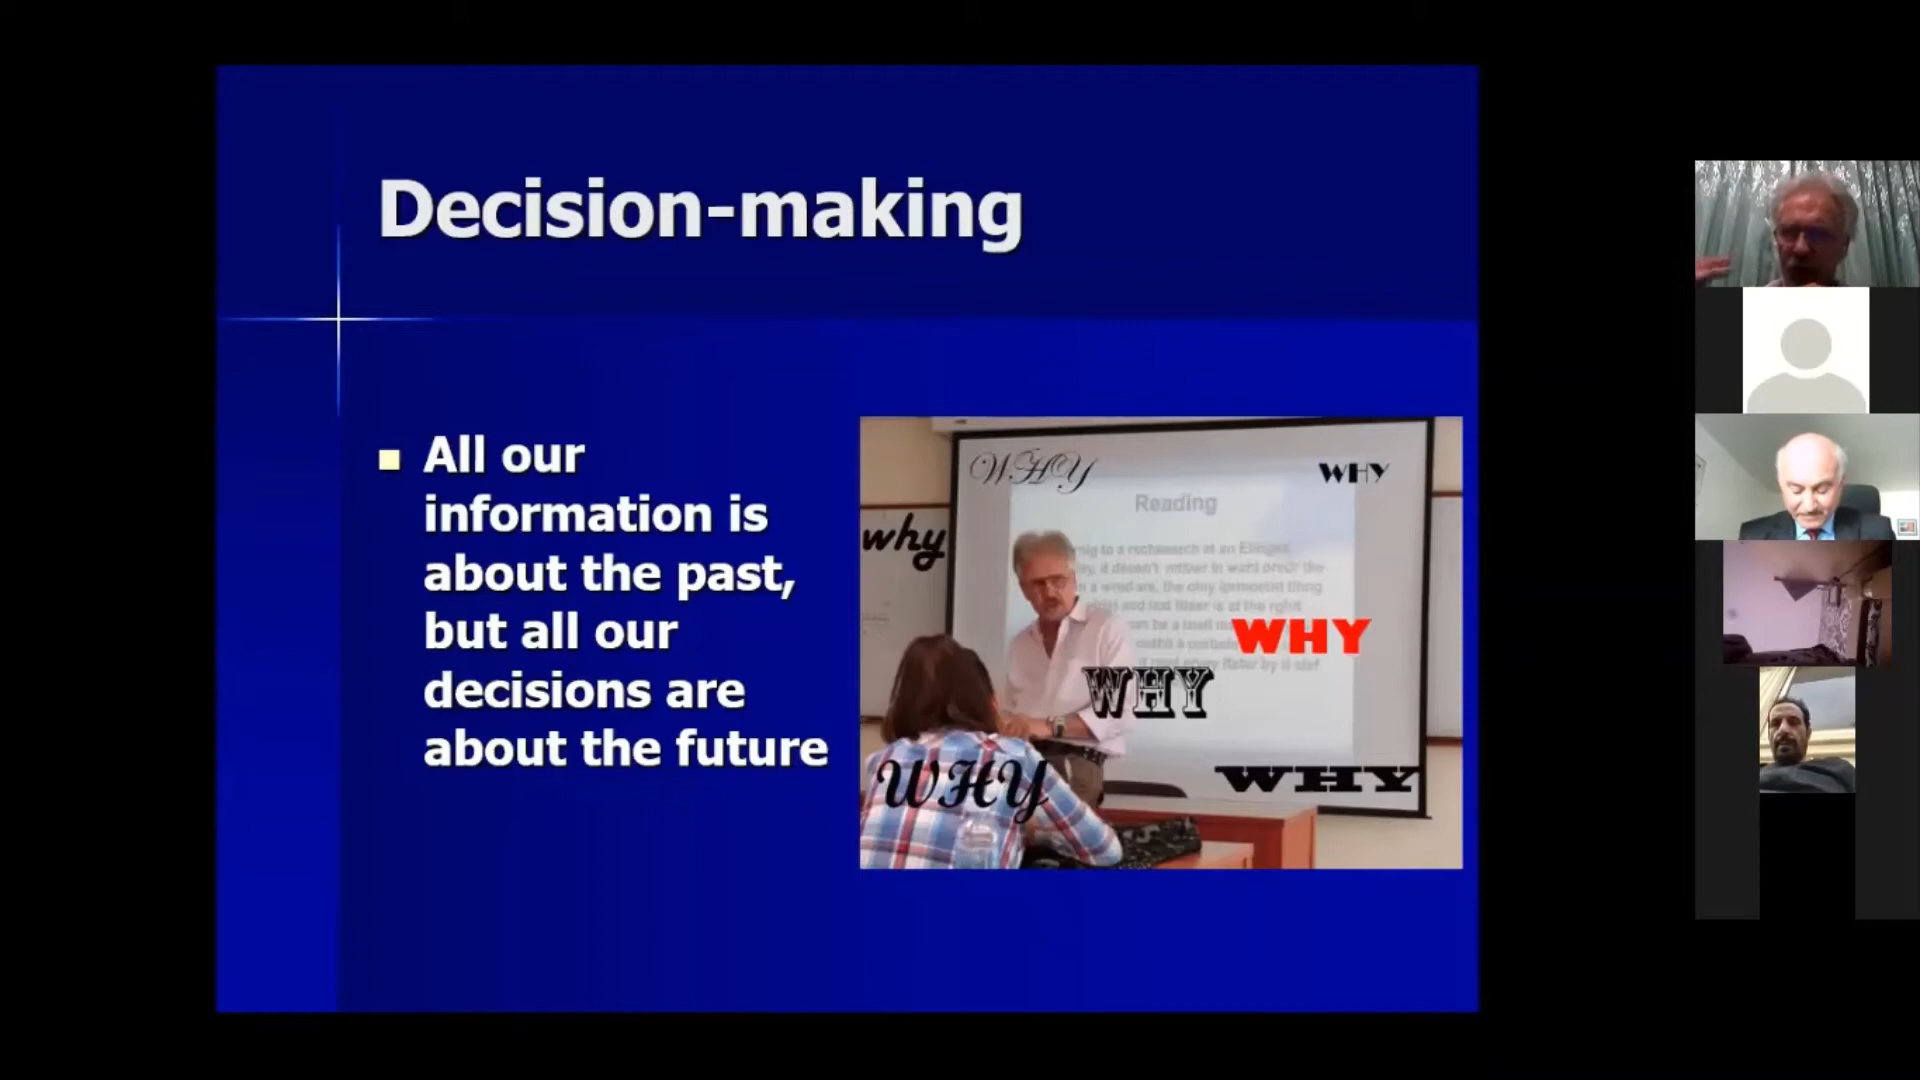 Decision-making
All our
information is
about the past,
but all our
decisions are
about the future
WHY
WHY
Reading
why
WHY
WHY
WHY
WHY